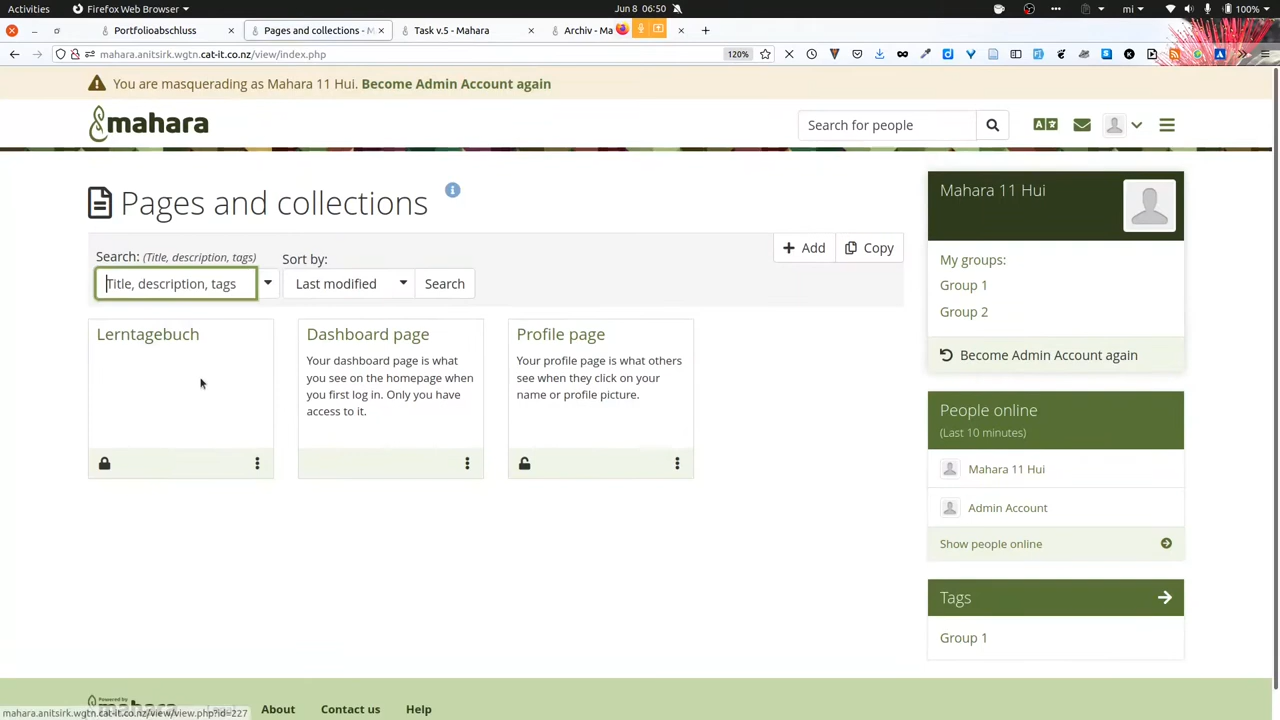 Activities
Firefox Web Browser
Jun 8 06:50
mi
100%
Portfolioabschluss
Pages and collections - M
Task v.5 - Mahara
Archiv - Ma
mahara.anitsirk.wgtn.cat-it.co.nz/view/index.php
120%
You are masquerading as Mahara 11 Hui. Become Admin Account again
mahara
Search for people
Pages and collections
Add
Copy
Search: (Title, description, tags)
Sort by:
Title, description, tags
Last modified
Search
Lerntagebuch
Dashboard page
Your dashboard page is what
you see on the homepage when
you first log in. Only you have
access to it.
Profile page
Your profile page is what others
see when they click on your
name or profile picture.
Mahara 11 Hui
My groups:
Group 1
Group 2
Become Admin Account again
People online
(Last 10 minutes)
Mahara 11 Hui
Admin Account
Show people online
Tags
Group 1
Powered by
mahara
About
Contact us
Help
mahara.anitsirk.wgtn.cat-it.co.nz/view/view.php?id=227